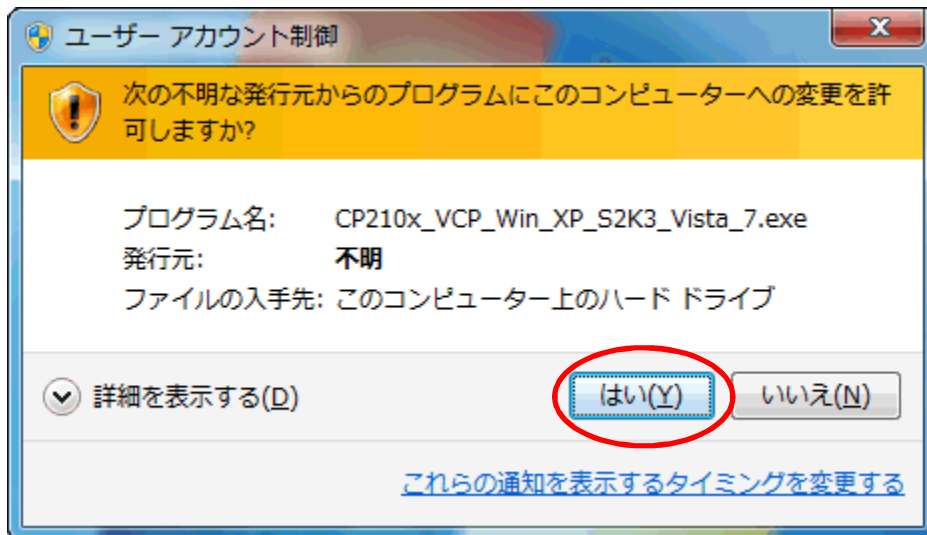 ユーザー アカウント制御
次の不明な発行元からのプログラムにこのコンピューターへの変更を許
可しますか?
プログラム名: CP210x_VCP_Win_XP_S2K3_Vista_7.exe
発行元: 不明
ファイルの入手先: このコンピューター上のハード ドライブ
詳細を表示する(D) はい(Y) いいえ(N)
これらの通知を表示するタイミングを変更する